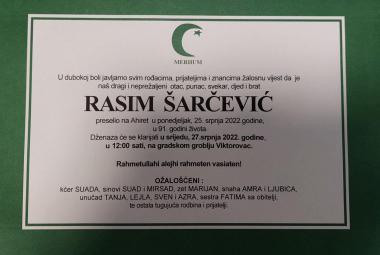 MERHUM
U dubokoj boli javljamo svim rođacima, prijateljima i znancima žalosnu vijest da je
naš dragi i neprežaljeni otac, punac, svekar, djed i brat
RASIM ŠARČEVIĆ
preselio na Ahiret u ponedjeljak, 25. srpnja 2022 godine,
u 91. godini života.
Dženaza će se klanjati u srijedu, 27.srpnja 2022. godine,
u 12:00 sati, na gradskom groblju Viktorovac.
Rahmetullahi alejhi rahmeten vasiaten!
OŽALOŠĆENI :
kćer SUADA, sinovi SUAD i MIRSAD, zet MARIJAN, snaha AMRA i LJUBICA,
unučad TANJA, LEJLA, SVEN i AZRA, sestra FATIMA sa obitelji,
te ostala tugujuća rodbina i prijatelji.